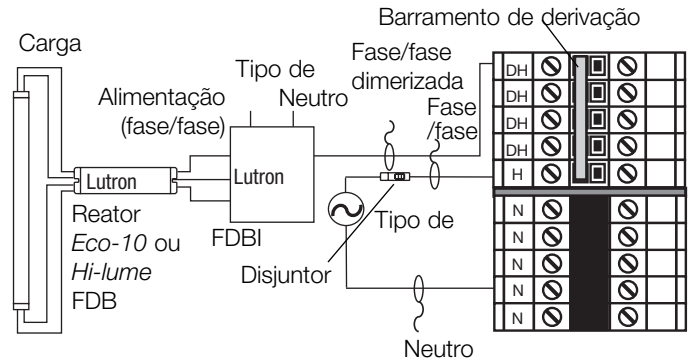 Barramento de derivação
Carga
Fase/fase
dimerizada
Tipo de
Neutro
Alimentação
(fase/fase)
Fase
/fase
DH
DH
DH
DH
H
Lutron
Lutron
Reator
Eco-10 ou
Hi-lume
FDB
FDBI
Tipo de
Disjuntor
Neutro
N
N
N
N
N